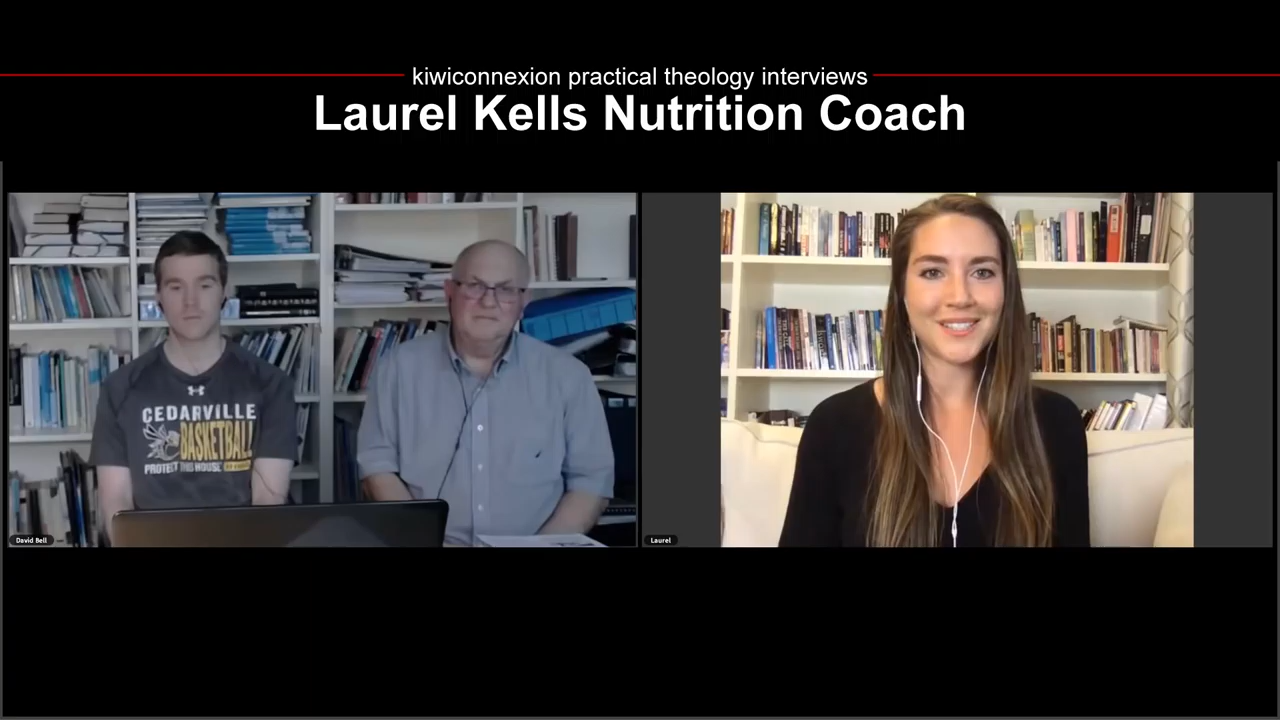 kiwiconnexion practical theology interviews
Laurel Kells Nutrition Coach
CEDARVILLE
BASKETBALL
PROTECT THIS HOUSE
David Bell
Laurel